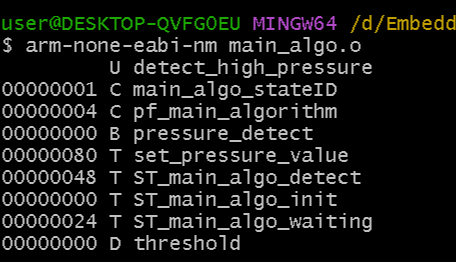 user@DESKTOP-QVFG0EU MINGW64 /d/Embedd
$ arm-none-eabi-nm main_algo.o
         U detect_high_pressure
00000001 C main_algo_stateID
00000004 C pf_main_algorithm
00000000 B pressure_detect
00000080 T set_pressure_value
00000048 T ST_main_algo_detect
00000000 T ST_main_algo_init
00000024 T ST_main_algo_waiting
00000000 D threshold